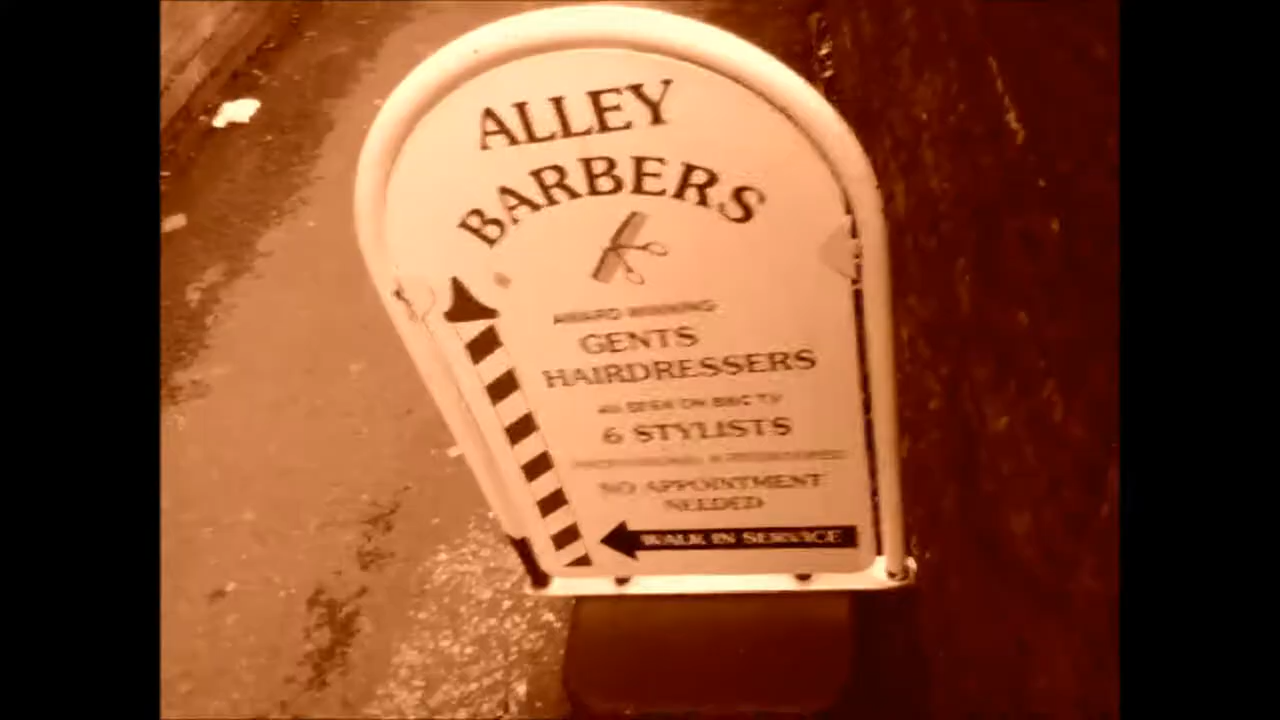 ALLEY
BARBERS
AWARD WINNING
GENTS
HAIRDRESSERS
AS SEEN ON BBC TV
6 STYLISTS
NO APPOINTMENT
NEEDED
WALK IN SERVICE